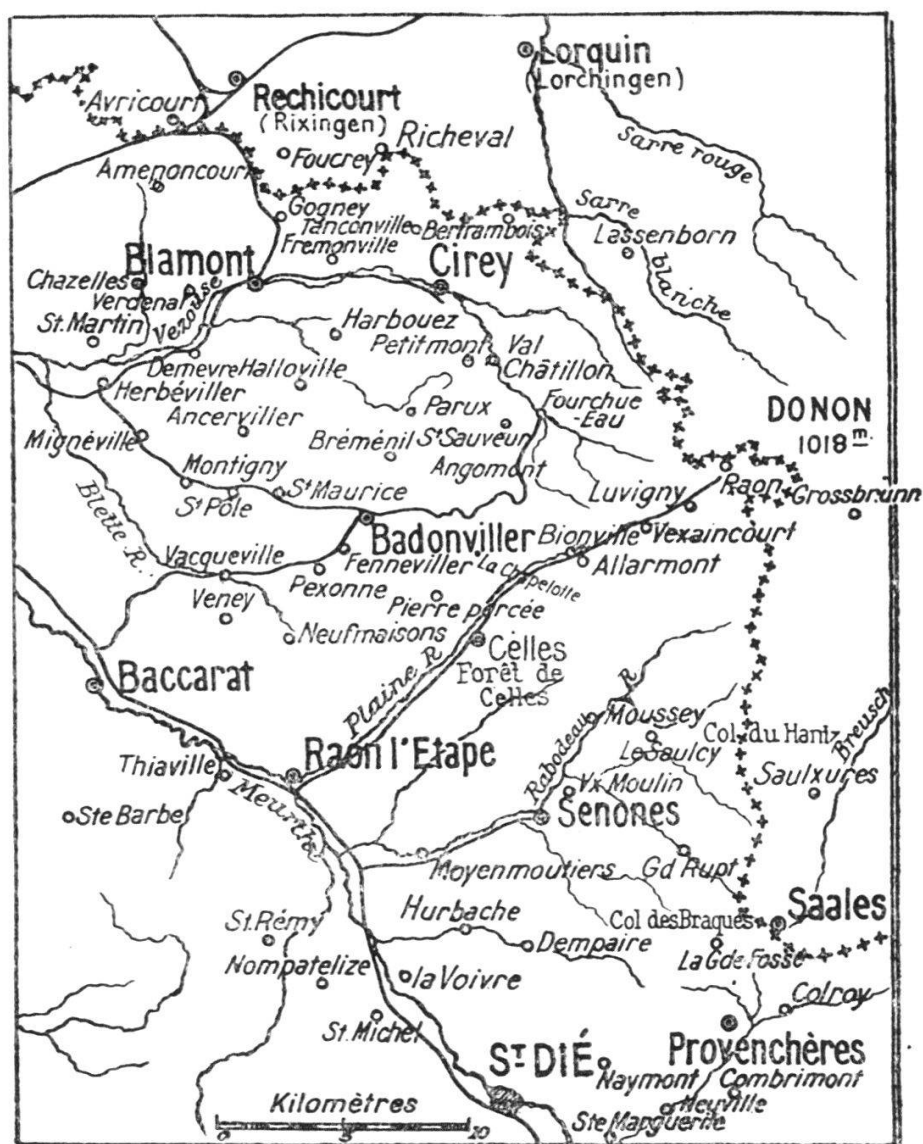 Lorquin
(Lorchingen)
Avricourt
Rechicourt
(Rixingen)
Richeval
Foucrey
Sarre rouge
Amenoncourt
Gogney
Tanconville
Bertrambois
Sarre
blanche
Lassenborn
Fremonville
Blamont
Cirey
Chazelles
Verdenal
Vezouse
St. Martin
Harbouez
Petitmont
Val
Châtillon
Demevre
Halloville
Herbéviller
Ancerviller
Parux
Fourchue
-Eau
DONON
1018 m.
Mignéville
Bréménil
St Sauveur
Angomont
Montigny
St Pôle
St Maurice
Luvigny
Raon
Grossbrunn
Blette R.
Badonviller
Bionville
Vexaincourt
Vacqueville
Fenneviller
La Chapelotte
Allarmont
Pexonne
Veney
Pierre percée
Neufmaisons
Celles
Forêt de
Celles
Plaine R
Baccarat
Rabodeau R
Moussey
Col du Hantz
Breusch
Raon l'Etape
Le Saulcy
Thiaville
Meurthe
Vx Moulin
Saulxures
Ste Barbe
Senones
Moyenmoutiers
Gd Rupt
Hurbache
Col des Braques
Saales
St. Rémy
Dempaire
La Gde Fosse
Nompatelize
la Voivre
Colroy
St. Michel
ST DIÉ
Provenchères
Naymont
Combrimont
Neuville
Ste Marguerite
Kilomètres
0 5 10